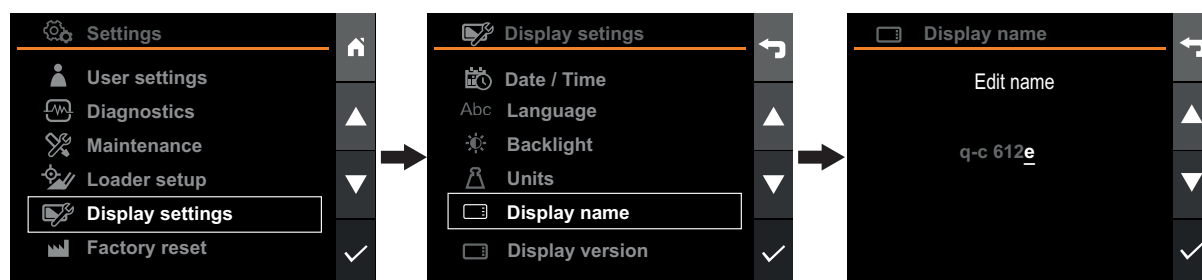 Settings
User settings
Diagnostics
Maintenance
Loader setup
Display settings
Factory reset
Display setings
Date / Time
Abc Language
Backlight
Units
Display name
Display version
Display name
Edit name
q-c 612e